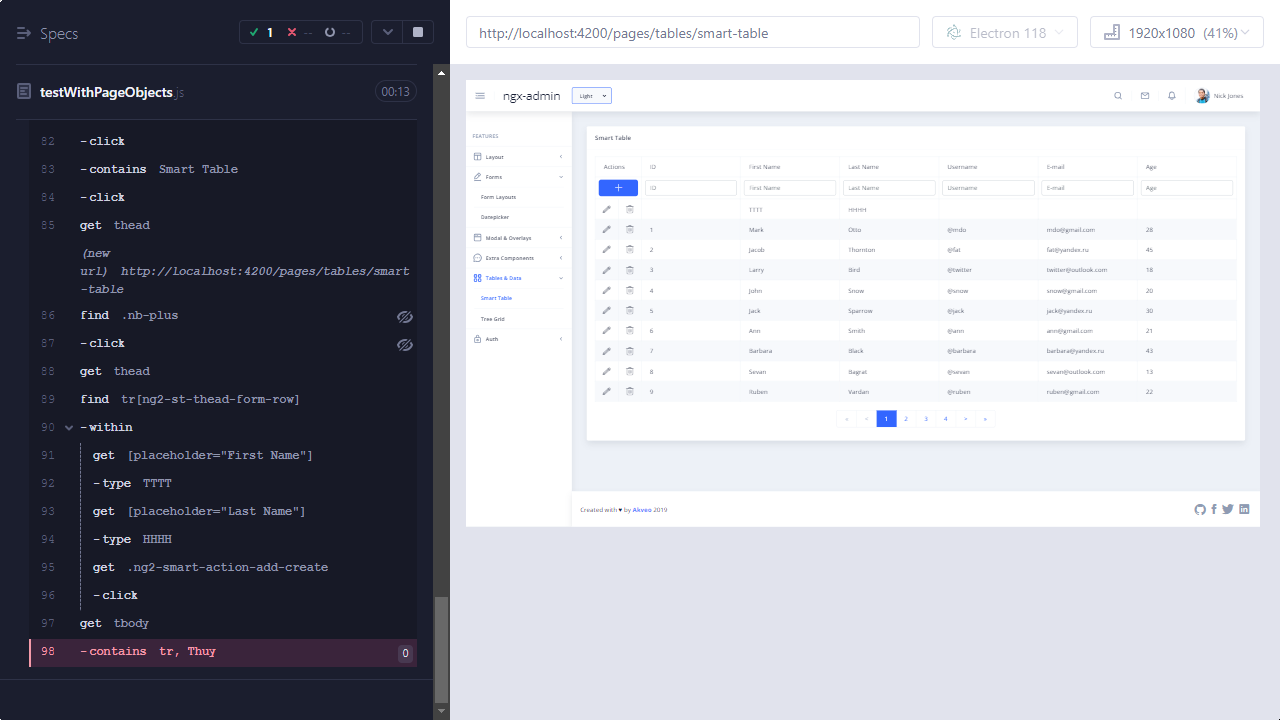 Specs
1
--
--
testWithPageObjects.js
00:13
82 -click
83 -contains Smart Table
84 -click
85 get thead
(new
url) http://localhost:4200/pages/tables/smart
-table
86 find .nb-plus
87 -click
88 get thead
89 find tr[ng2-st-thead-form-row]
90 -within
91 get [placeholder="First Name"]
92 -type TTTT
93 get [placeholder="Last Name"]
94 -type HHHH
95 get .ng2-smart-action-add-create
96 -click
97 get tbody
98 -contains tr, Thuy 0
http://localhost:4200/pages/tables/smart-table
Electron 118
1920x1080 (41%)
ngx-admin
Light
Nick Jones
FEATURES
Layout
Forms
Form Layouts
Datepicker
Modal & Overlays
Extra Components
Tables & Data
Smart Table
Tree Grid
Auth
Smart Table
Actions ID First Name Last Name Username E-mail Age
ID First Name Last Name Username E-mail Age
TTTT HHHH
1 Mark Otto @mdo mdo@gmail.com 28
2 Jacob Thornton @fat fat@yandex.ru 45
3 Larry Bird @twitter twitter@outlook.com 18
4 John Snow @snow snow@gmail.com 20
5 Jack Sparrow @jack jack@yandex.ru 30
6 Ann Smith @ann ann@gmail.com 21
7 Barbara Black @barbara barbara@yandex.ru 43
8 Sevan Bagrat @sevan sevan@outlook.com 13
9 Ruben Vardan @ruben ruben@gmail.com 22
« < 1 2 3 4 > »
Created with ♥ by Akveo 2019